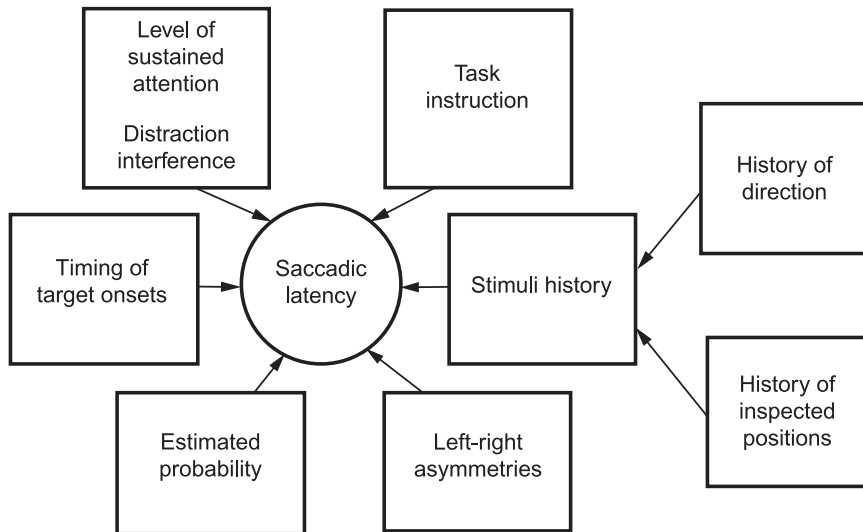 Level of
sustained
attention
Distraction
interference
Task
instruction
History of
direction
Timing of
target onsets
Saccadic
latency
Stimuli history
History of
inspected
positions
Estimated
probability
Left-right
asymmetries